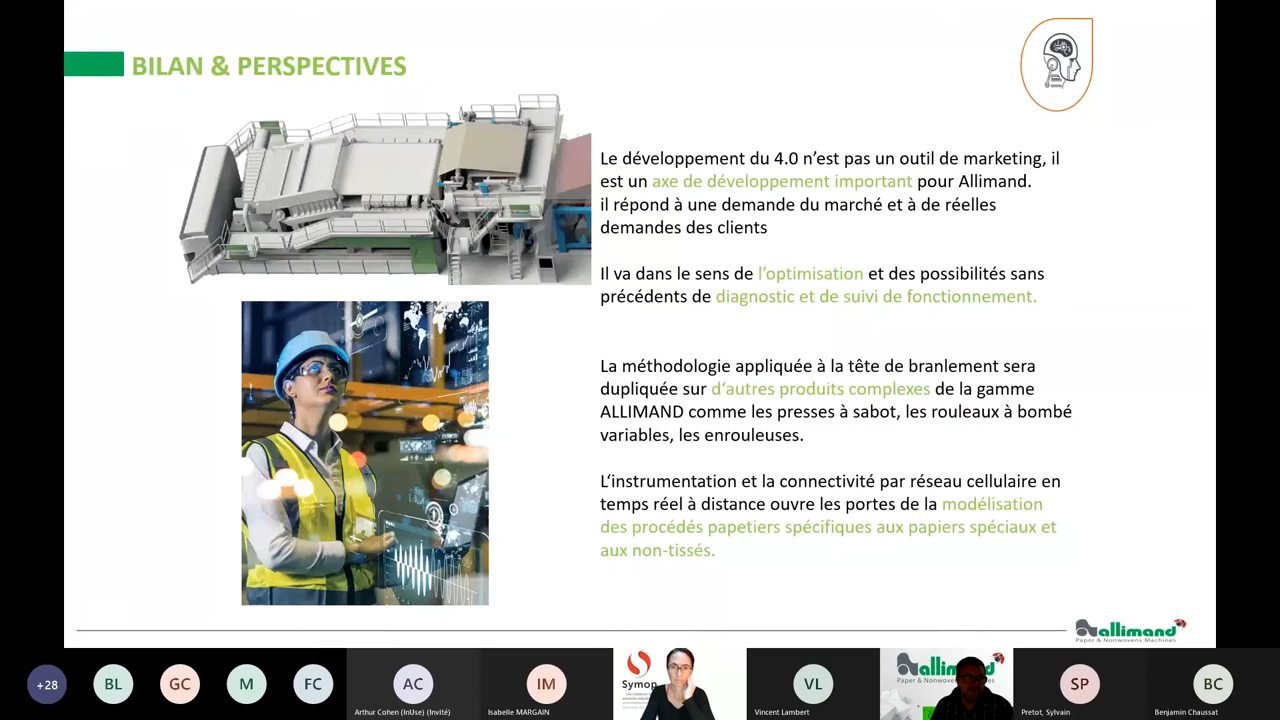 BILAN & PERSPECTIVES
Le développement du 4.0 n’est pas un outil de marketing, il
est un axe de développement important pour Allimand.
il répond à une demande du marché et à de réelles
demandes des clients
Il va dans le sens de l’optimisation et des possibilités sans
précédents de diagnostic et de suivi de fonctionnement.
La méthodologie appliquée à la tête de branlement sera
dupliquée sur d’autres produits complexes de la gamme
ALLIMAND comme les presses à sabot, les rouleaux à bombé
variables, les enrouleuses.
L’instrumentation et la connectivité par réseau cellulaire en
temps réel à distance ouvre les portes de la modélisation
des procédés papetiers spécifiques aux papiers spéciaux et
aux non-tissés.
allimand
Paper & Nonwovens Machines
+28
BL
GC
M
FC
AC
Arthur Cohen (InUse) (Invité)
IM
Isabelle MARGAIN
Symop
VL
Vincent Lambert
allimand
SP
Pretot, Sylvain
BC
Benjamin Chaussat